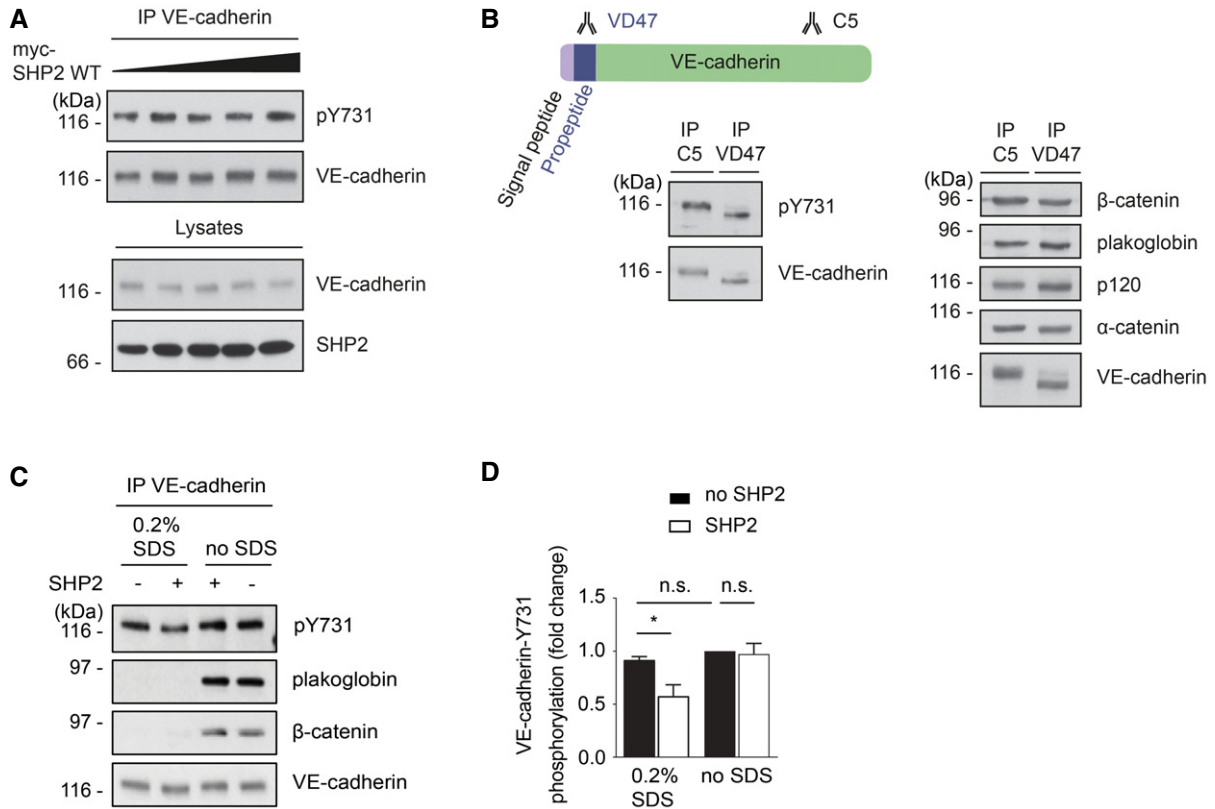 A
IP VE-cadherin
myc-
SHP2 WT
(kDa)
116 -
pY731
116 -
VE-cadherin
Lysates
116 -
VE-cadherin
66 -
SHP2
B
VD47
C5
VE-cadherin
Signal peptide
Propeptide
IP IP
C5 VD47
(kDa)
116 -
pY731
116 -
VE-cadherin
IP IP
C5 VD47
(kDa)
96 -
β-catenin
96 -
plakoglobin
116 -
p120
116 -
α-catenin
116 -
VE-cadherin
C
IP VE-cadherin
0.2%
SDS no SDS
SHP2 - + + -
(kDa)
116 -
pY731
97 -
plakoglobin
97 -
β-catenin
116 -
VE-cadherin
D
no SHP2
SHP2
VE-cadherin-Y731
phosphorylation (fold change)
n.s. n.s.
*
1.5
1.0
0.5
0.0
0.2%
SDS no SDS